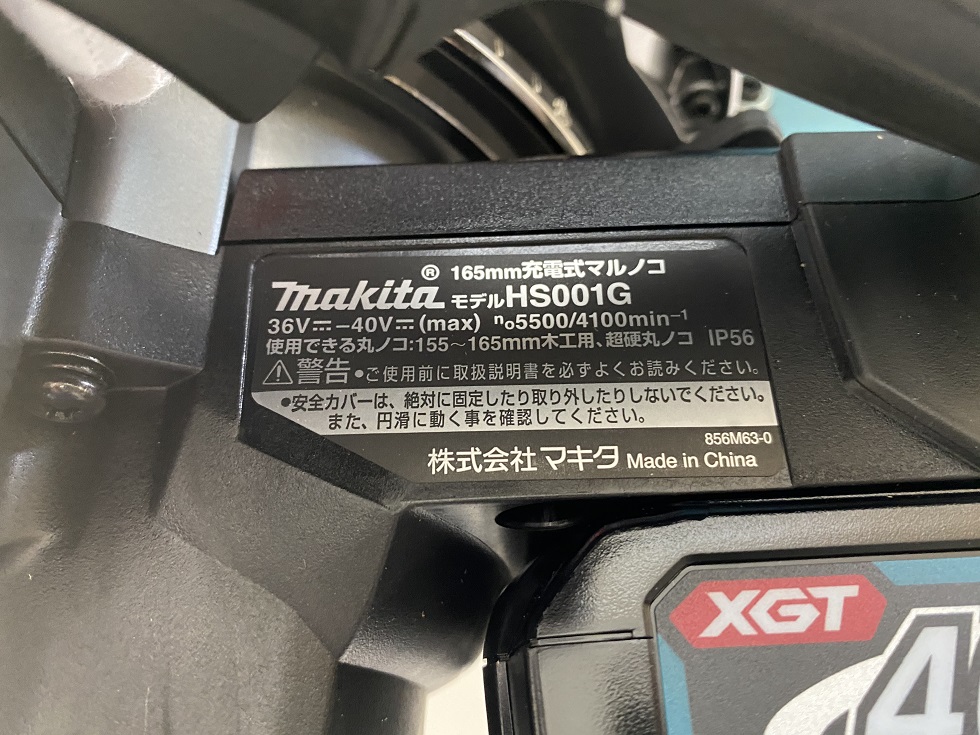 ® 165mm充電式マルノコ
makita モデルHS001G
36V⎓–40V⎓(max) n₀5500/4100min⁻¹
使用できる丸ノコ:155～165mm木工用、超硬丸ノコ IP56
⚠警告 •ご使用前に取扱説明書を必ずよくお読みください。
•安全カバーは、絶対に固定したり取り外したりしないでください。
また、円滑に動く事を確認してください。
856M63-0
株式会社マキタ Made in China
XGT
4